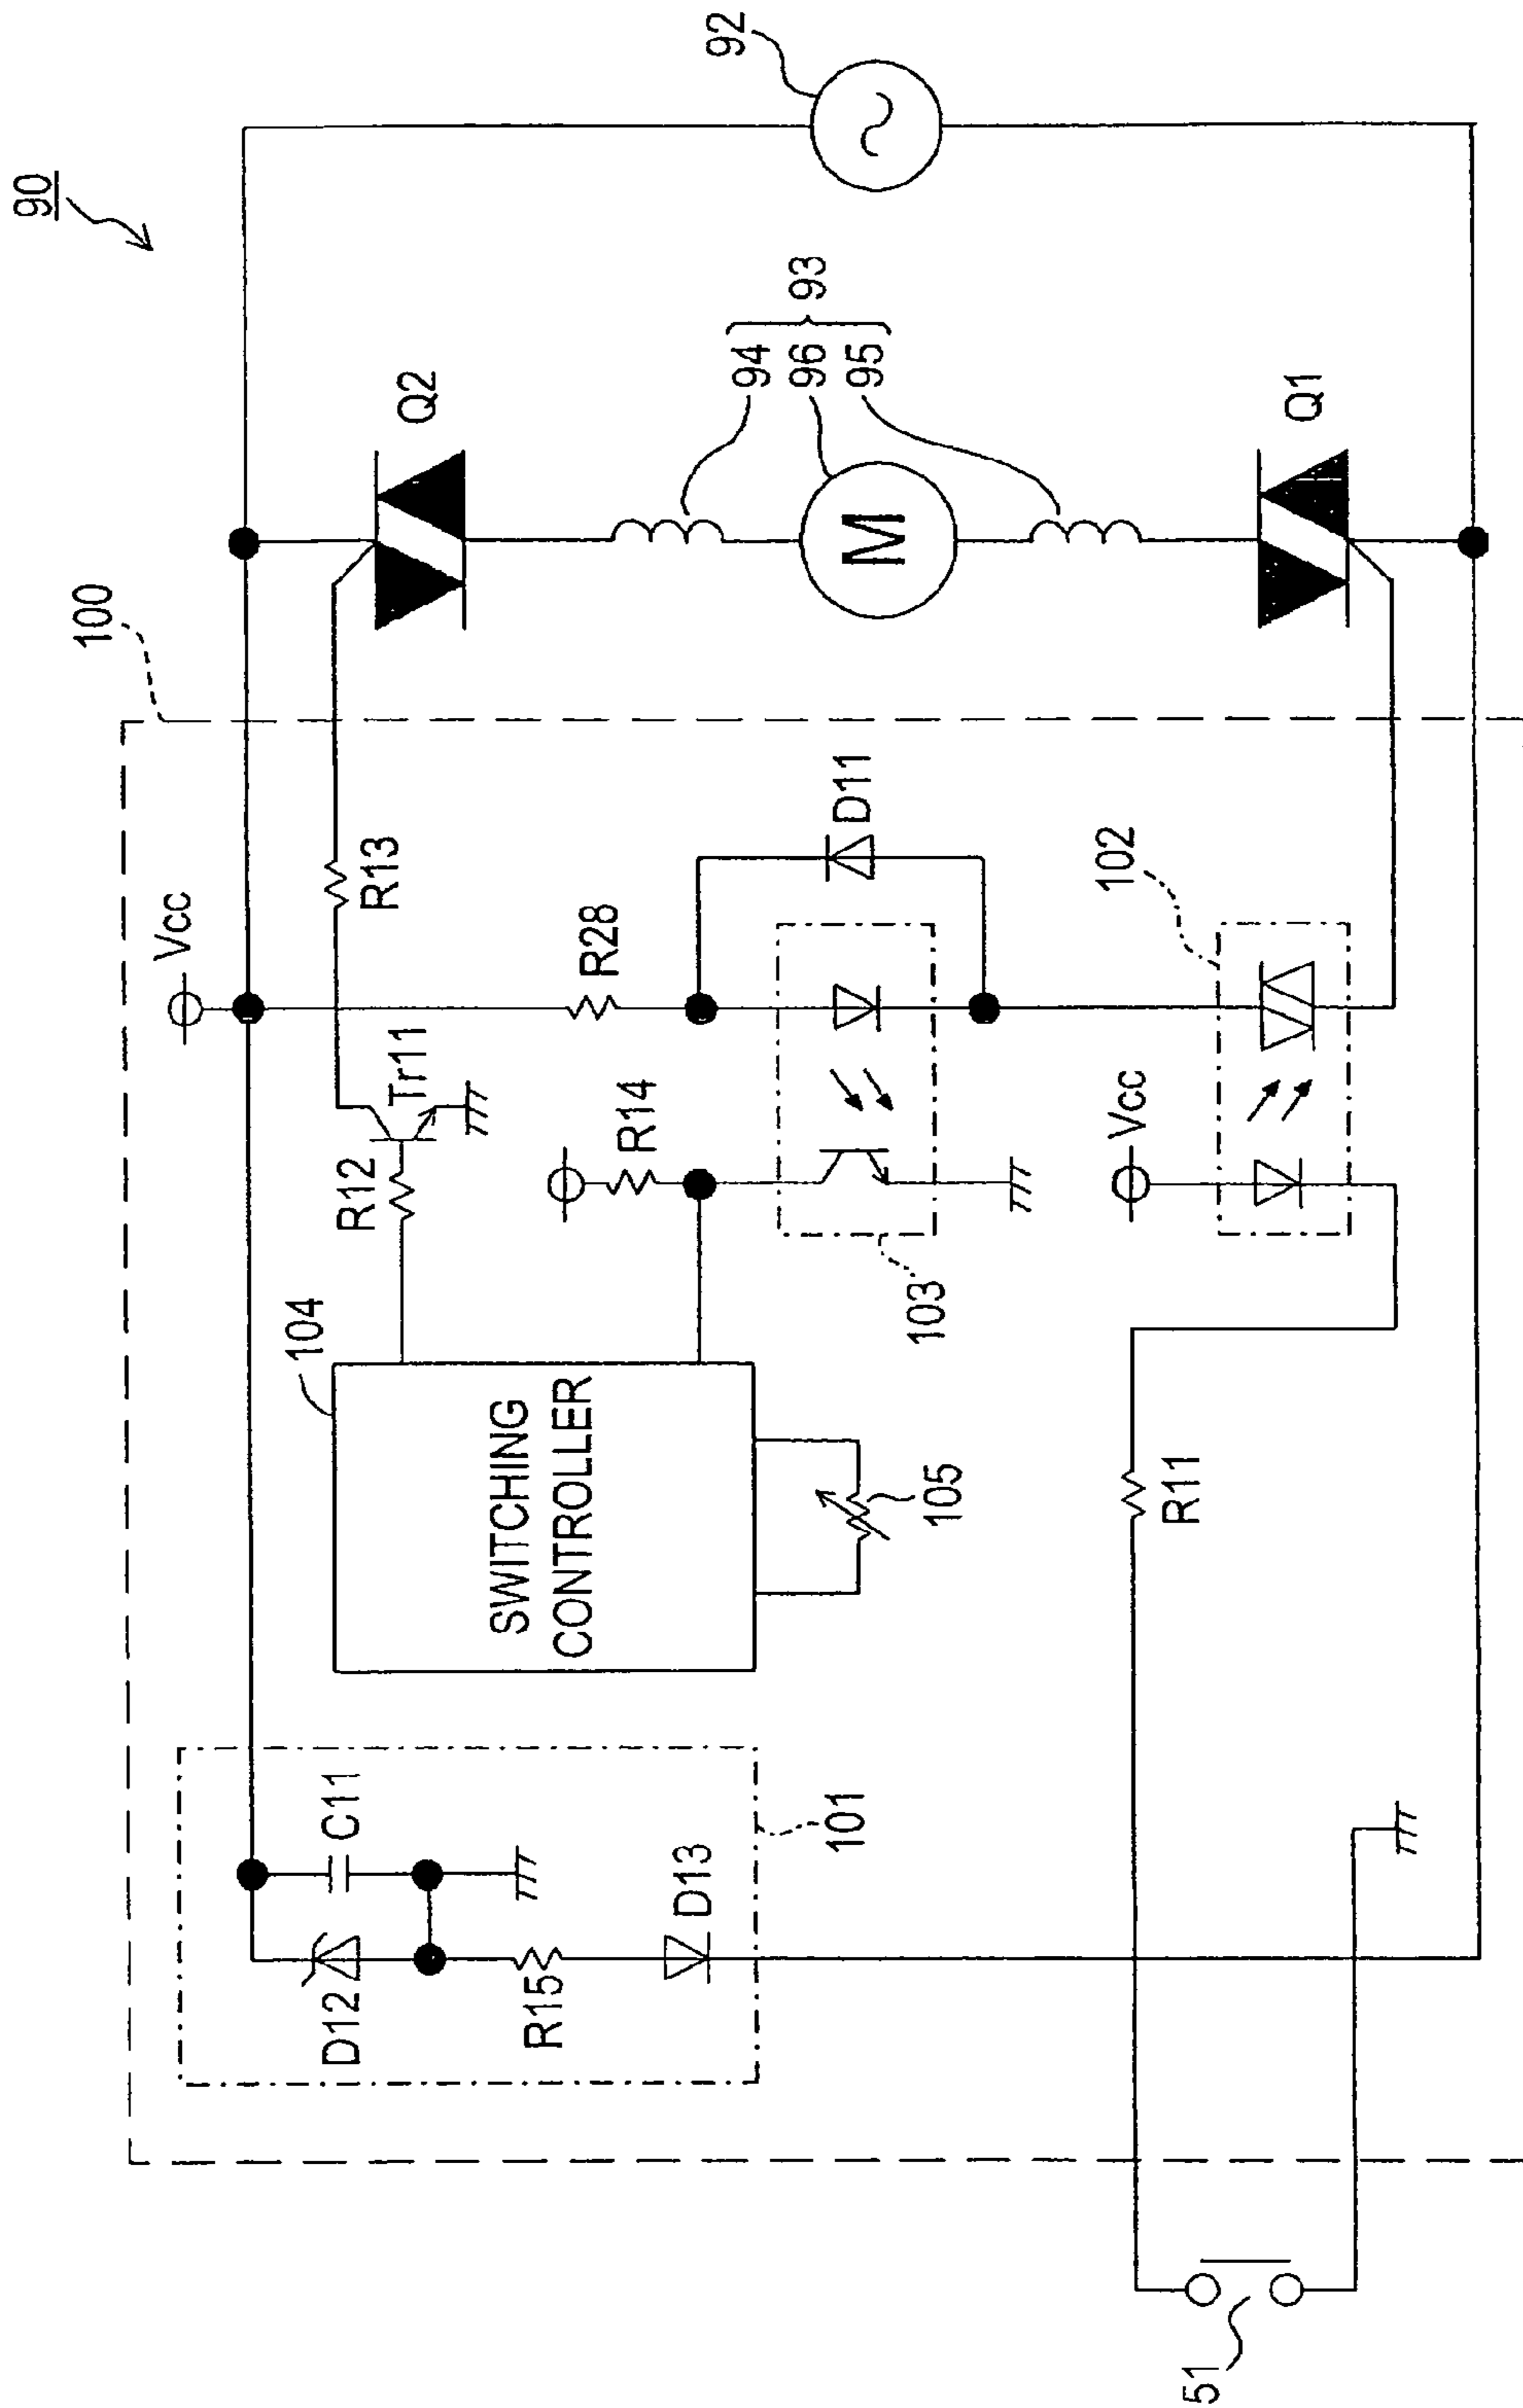 90
92
100
Vcc
Q2
93
94
96
95
M
Q1
R13
R28
D11
102
Tr11
R12
R14
Vcc
103
104
SWITCHING
CONTROLLER
105
R11
C11
D12
R15
D13
101
51